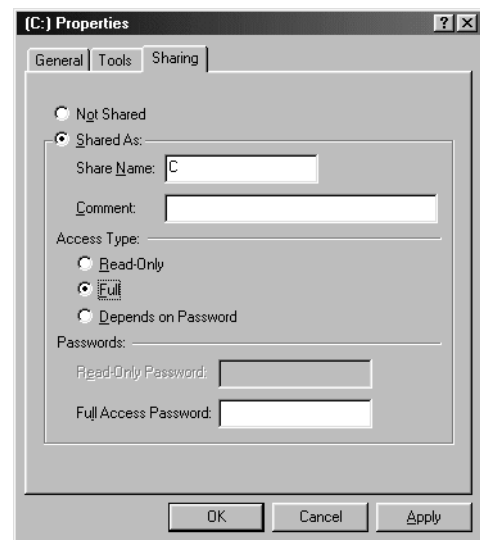 (C:) Properties
General Tools Sharing
Not Shared
Shared As:
Share Name: C
Comment:
Access Type:
Read-Only
Full
Depends on Password
Passwords:
Read-Only Password:
Full Access Password:
OK Cancel Apply